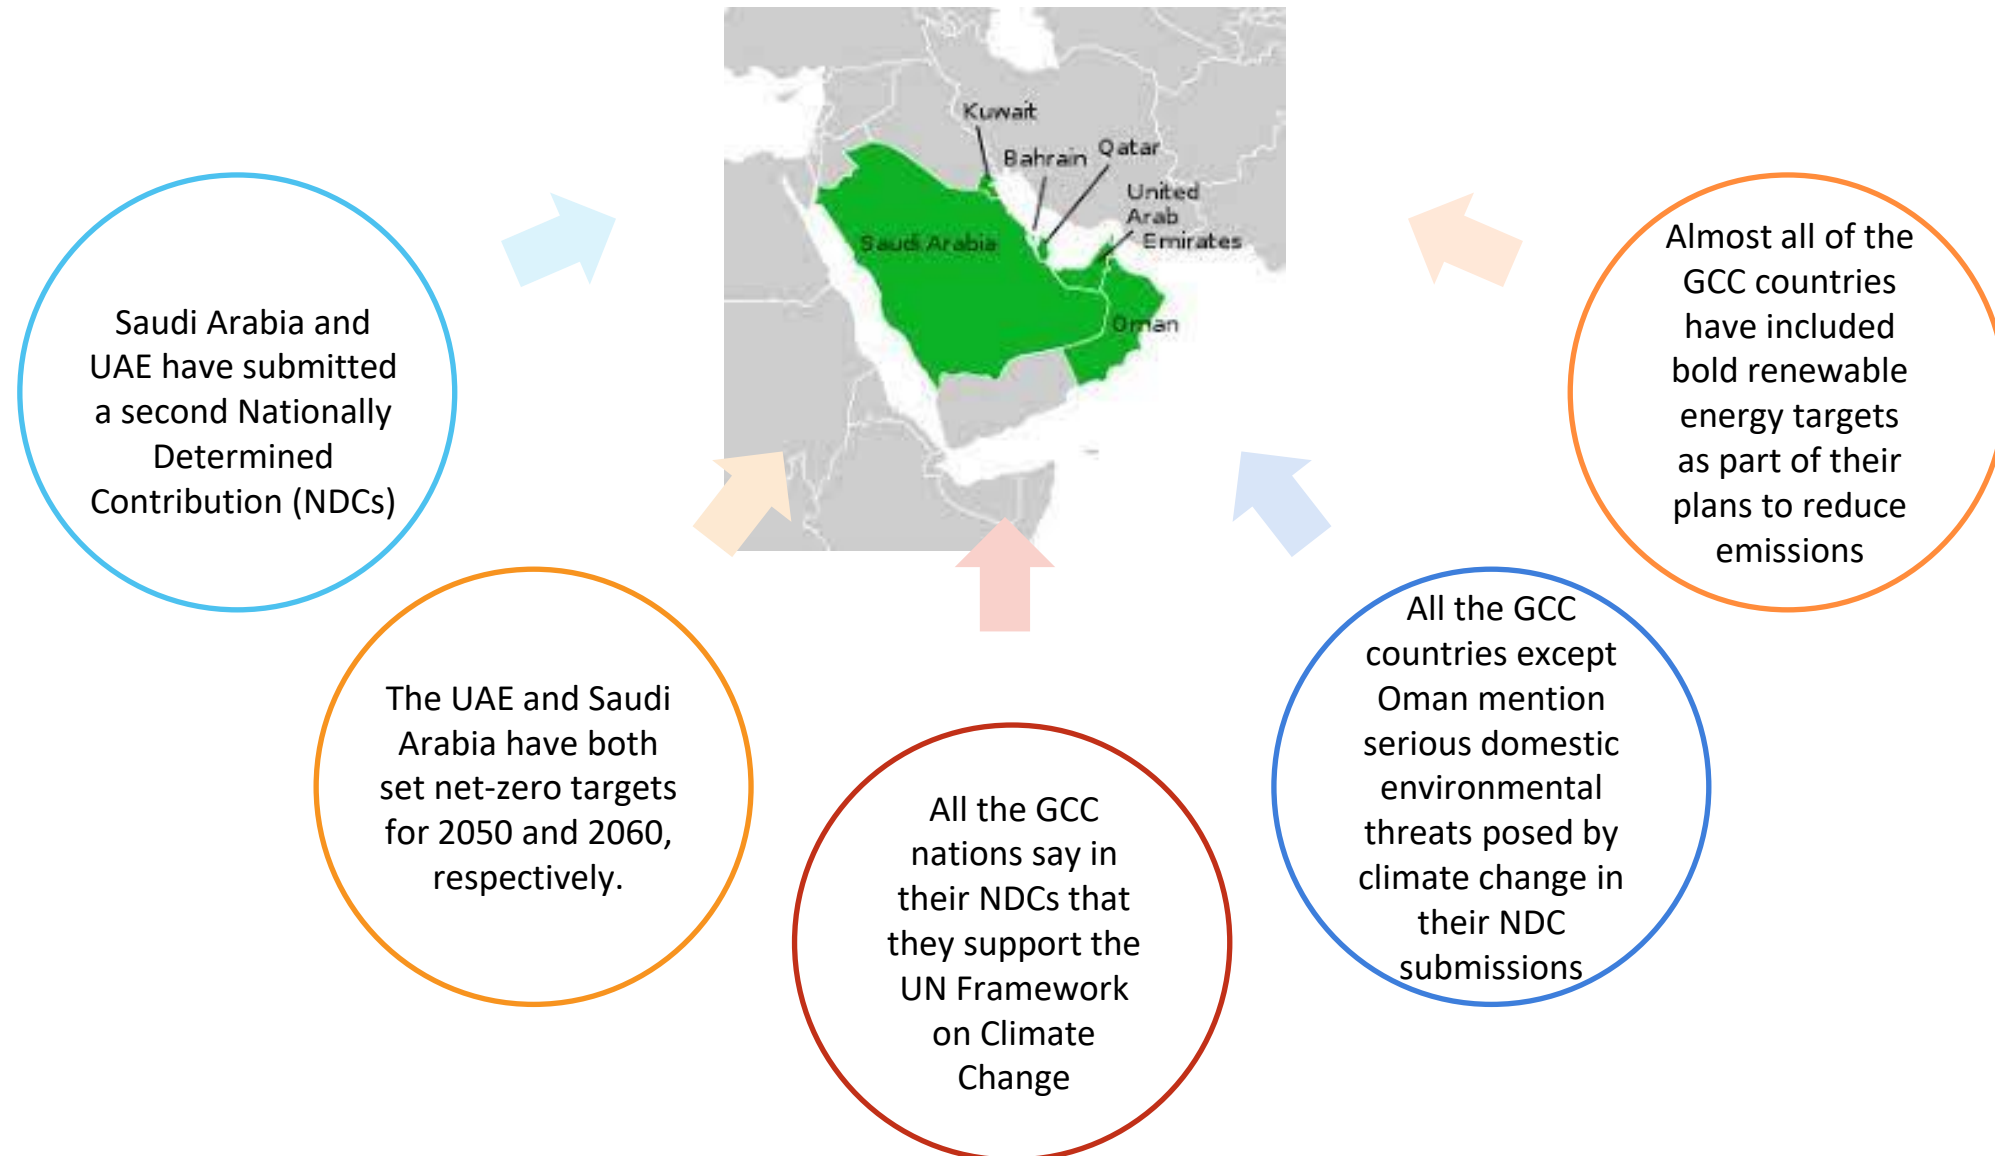 Kuwait
Bahrain
Qatar
United
Arab
Emirates
Saudi Arabia
Oman
Saudi Arabia and
UAE have submitted
a second Nationally
Determined
Contribution (NDCs)
The UAE and Saudi
Arabia have both
set net-zero targets
for 2050 and 2060,
respectively.
All the GCC
nations say in
their NDCs that
they support the
UN Framework
on Climate
Change
All the GCC
countries except
Oman mention
serious domestic
environmental
threats posed by
climate change in
their NDC
submissions
Almost all of the
GCC countries
have included
bold renewable
energy targets
as part of their
plans to reduce
emissions